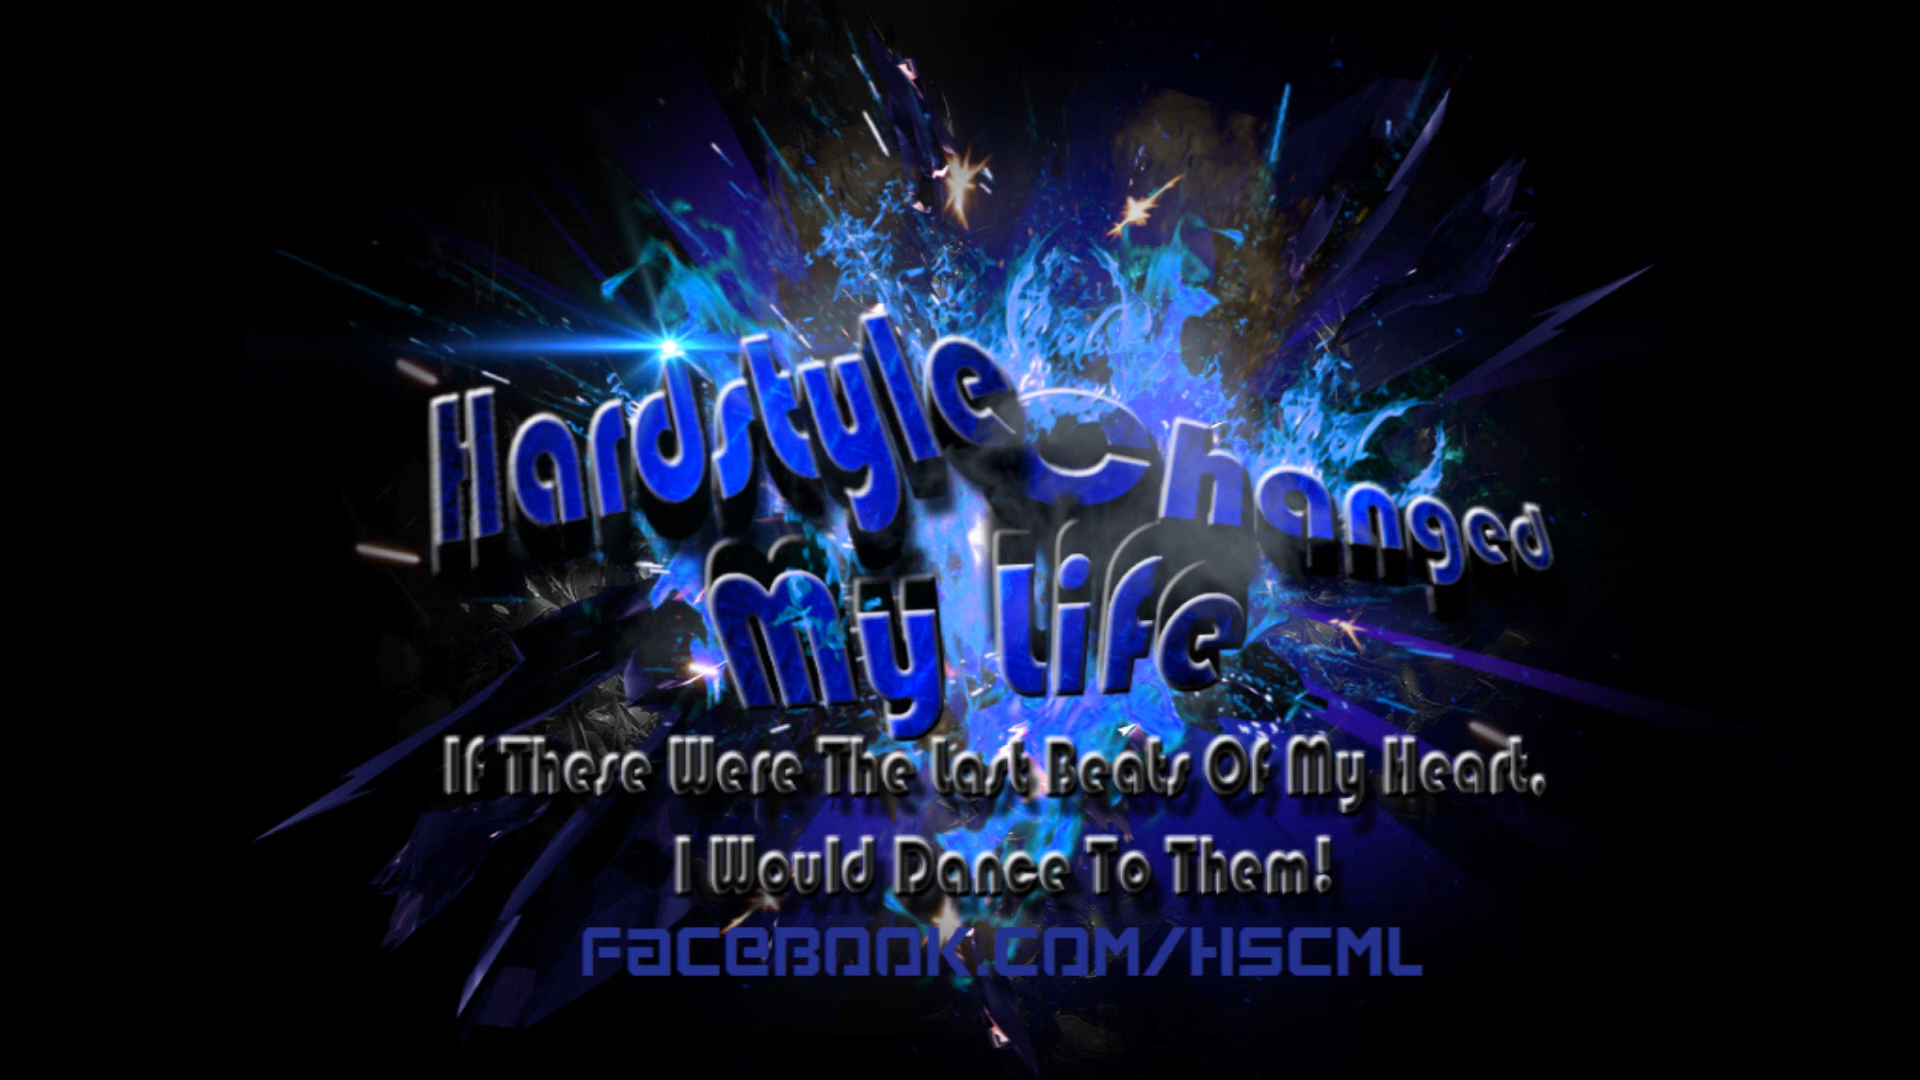 Hardstyle Changed
My Life
If These Were The Last Beats Of My Heart,
I Would Dance To Them!
FACEBOOK.COM/HSCML